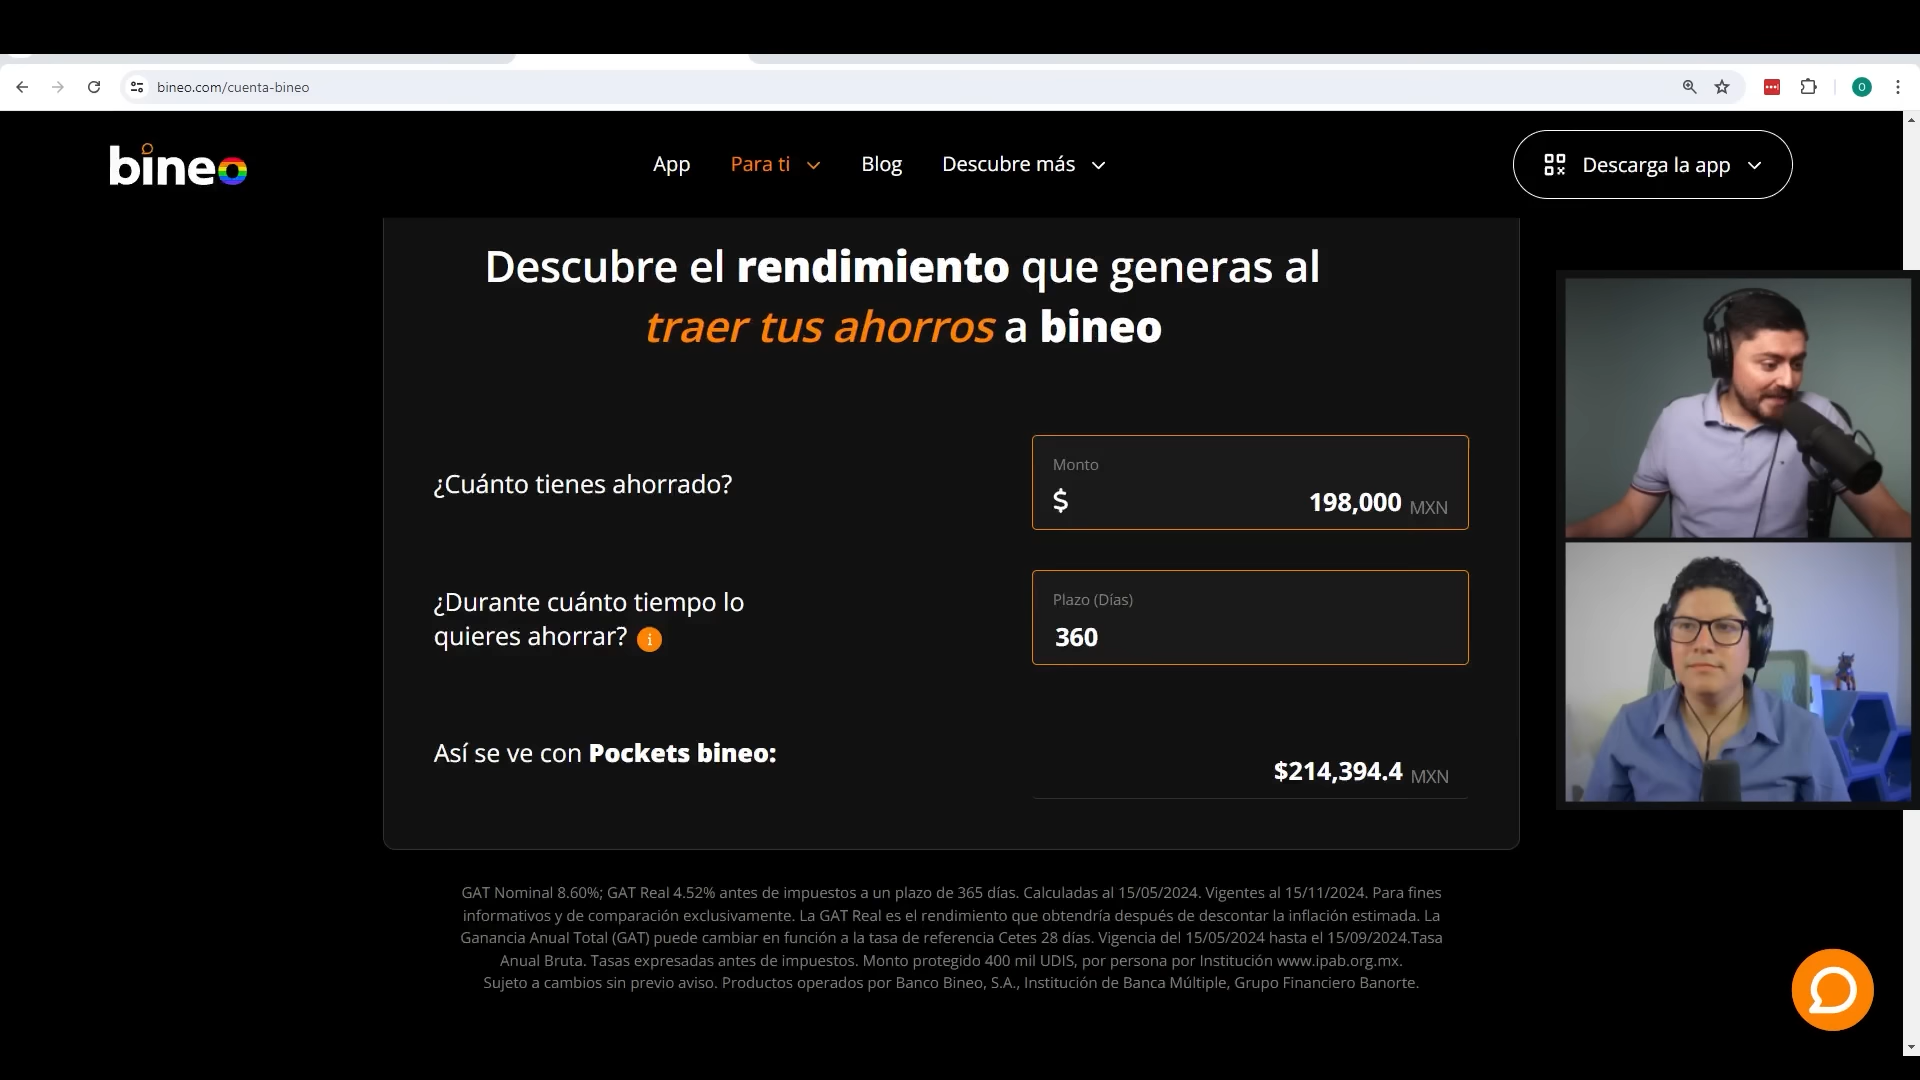 bineo.com/cuenta-bineo
O
bineo
App
Para ti
Blog
Descubre más
Descarga la app
Descubre el rendimiento que generas al
traer tus ahorros a bineo
¿Cuánto tienes ahorrado?
Monto
$ 198,000 MXN
¿Durante cuánto tiempo lo
quieres ahorrar? i
Plazo (Días)
360
Así se ve con Pockets bineo:
$214,394.4 MXN
GAT Nominal 8.60%; GAT Real 4.52% antes de impuestos a un plazo de 365 días. Calculadas al 15/05/2024. Vigentes al 15/11/2024. Para fines
informativos y de comparación exclusivamente. La GAT Real es el rendimiento que obtendría después de descontar la inflación estimada. La
Ganancia Anual Total (GAT) puede cambiar en función a la tasa de referencia Cetes 28 días. Vigencia del 15/05/2024 hasta el 15/09/2024.Tasa
Anual Bruta. Tasas expresadas antes de impuestos. Monto protegido 400 mil UDIS, por persona por Institución www.ipab.org.mx.
Sujeto a cambios sin previo aviso. Productos operados por Banco Bineo, S.A., Institución de Banca Múltiple, Grupo Financiero Banorte.